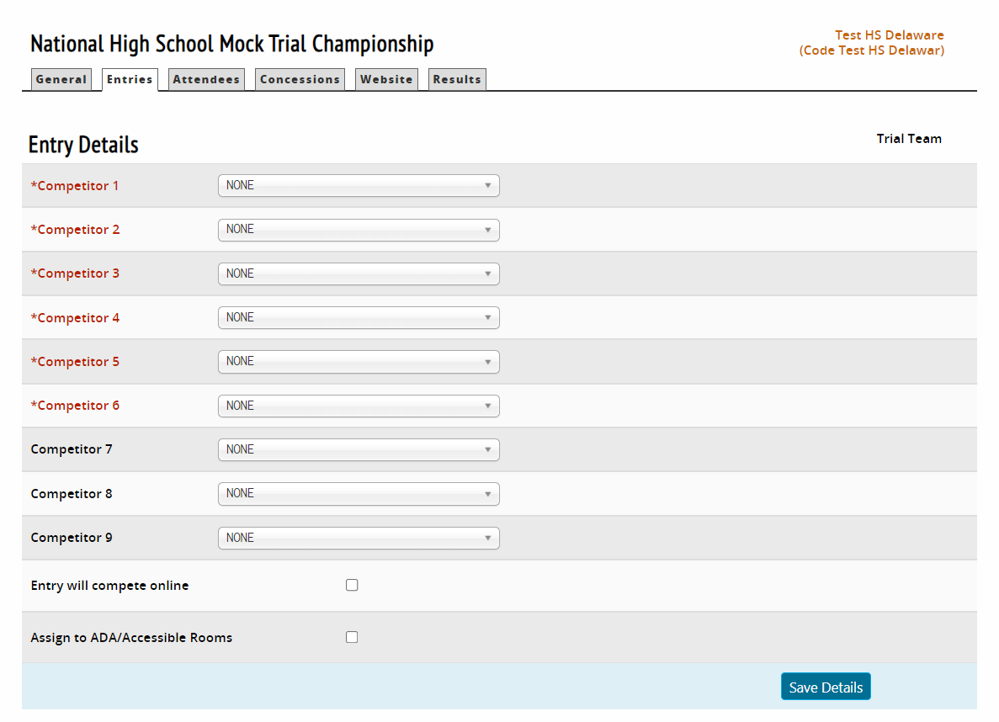 National High School Mock Trial Championship
Test HS Delaware
(Code Test HS Delawar)
General Entries Attendees Concessions Website Results
Entry Details
Trial Team
*Competitor 1 NONE
*Competitor 2 NONE
*Competitor 3 NONE
*Competitor 4 NONE
*Competitor 5 NONE
*Competitor 6 NONE
Competitor 7 NONE
Competitor 8 NONE
Competitor 9 NONE
Entry will compete online
Assign to ADA/Accessible Rooms
Save Details